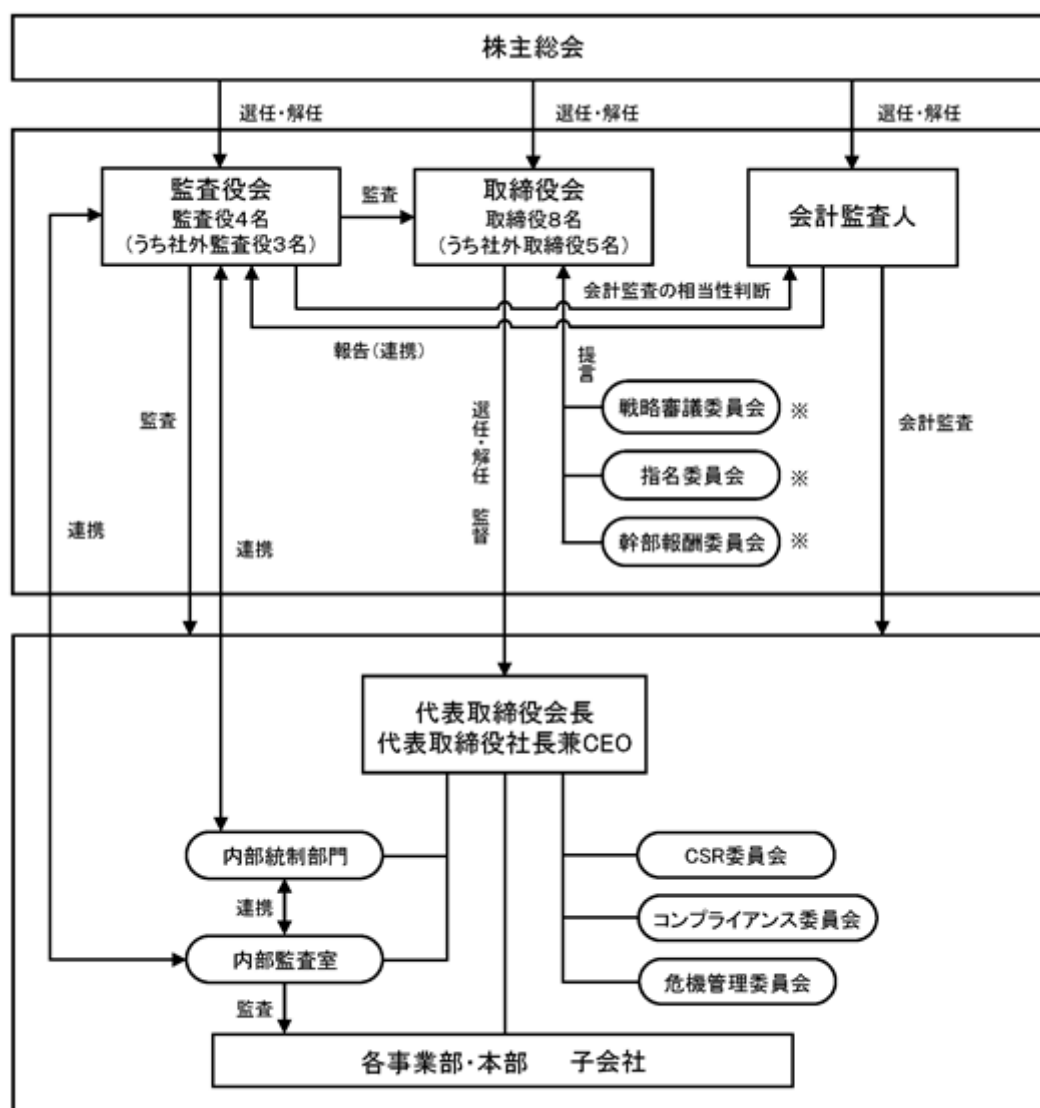 株主総会
選任・解任
選任・解任
選任・解任
監査役会
監査役4名
(うち社外監査役3名)
監査
取締役会
取締役8名
(うち社外取締役5名)
会計監査人
会計監査の相当性判断
報告(連携)
提言
戦略審議委員会 ※
指名委員会 ※
幹部報酬委員会 ※
監査
選任・解任 監督
会計監査
連携
連携
代表取締役会長
代表取締役社長兼CEO
内部統制部門
連携
内部監査室
監査
CSR委員会
コンプライアンス委員会
危機管理委員会
各事業部・本部 子会社